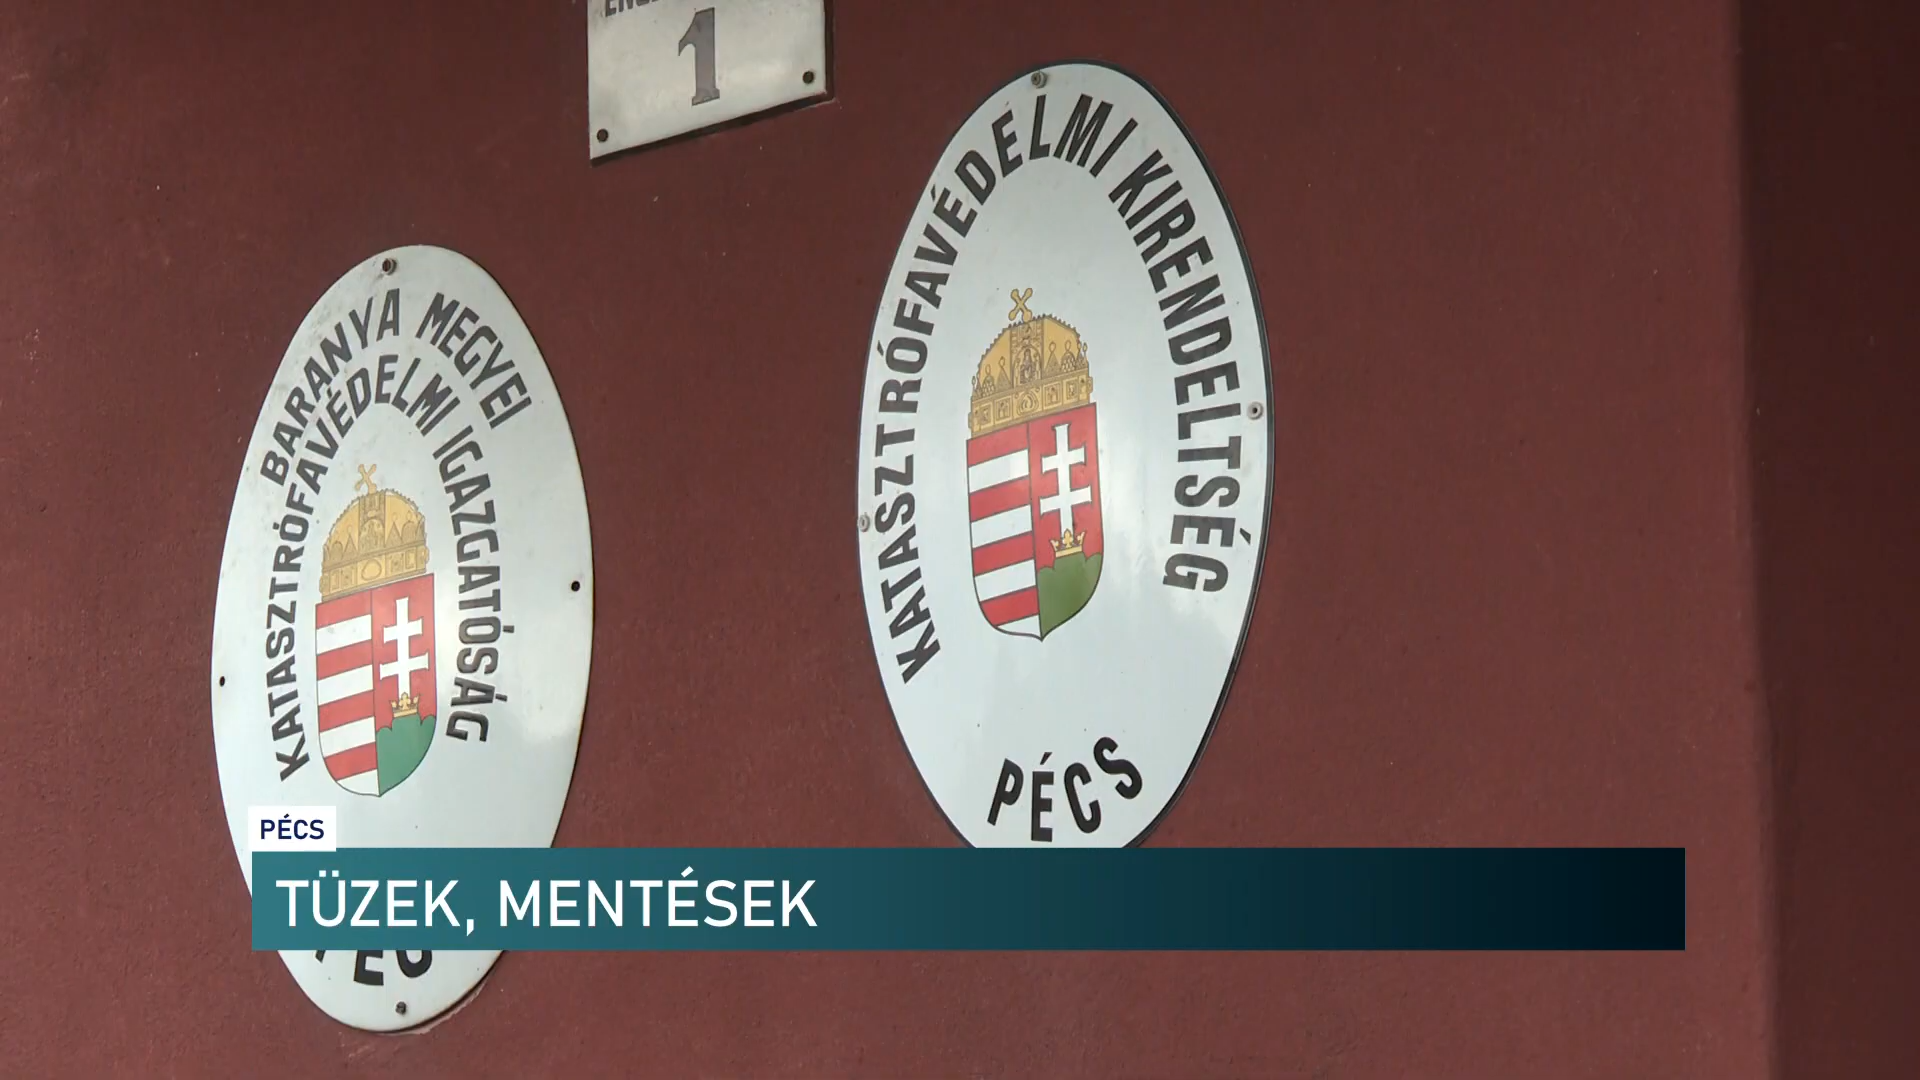 1
BARANYA MEGYEI
KATASZTRÓFAVÉDELMI IGAZGATÓSÁG
KATASZTRÓFAVÉDELMI KIRENDELTSÉG
PÉCS
PÉCS
TÜZEK, MENTÉSEK